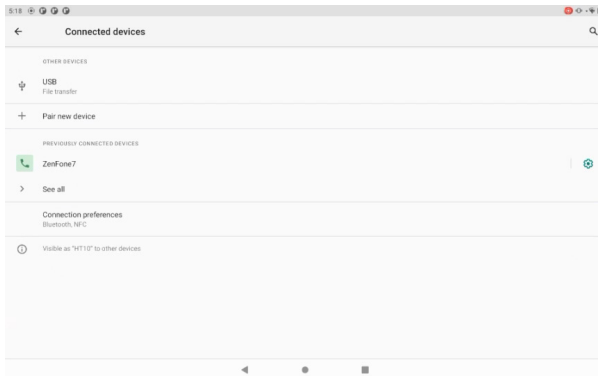 5:18
Connected devices
OTHER DEVICES
USB
File transfer
Pair new device
PREVIOUSLY CONNECTED DEVICES
ZenFone7
See all
Connection preferences
Bluetooth, NFC
Visible as "HT10" to other devices